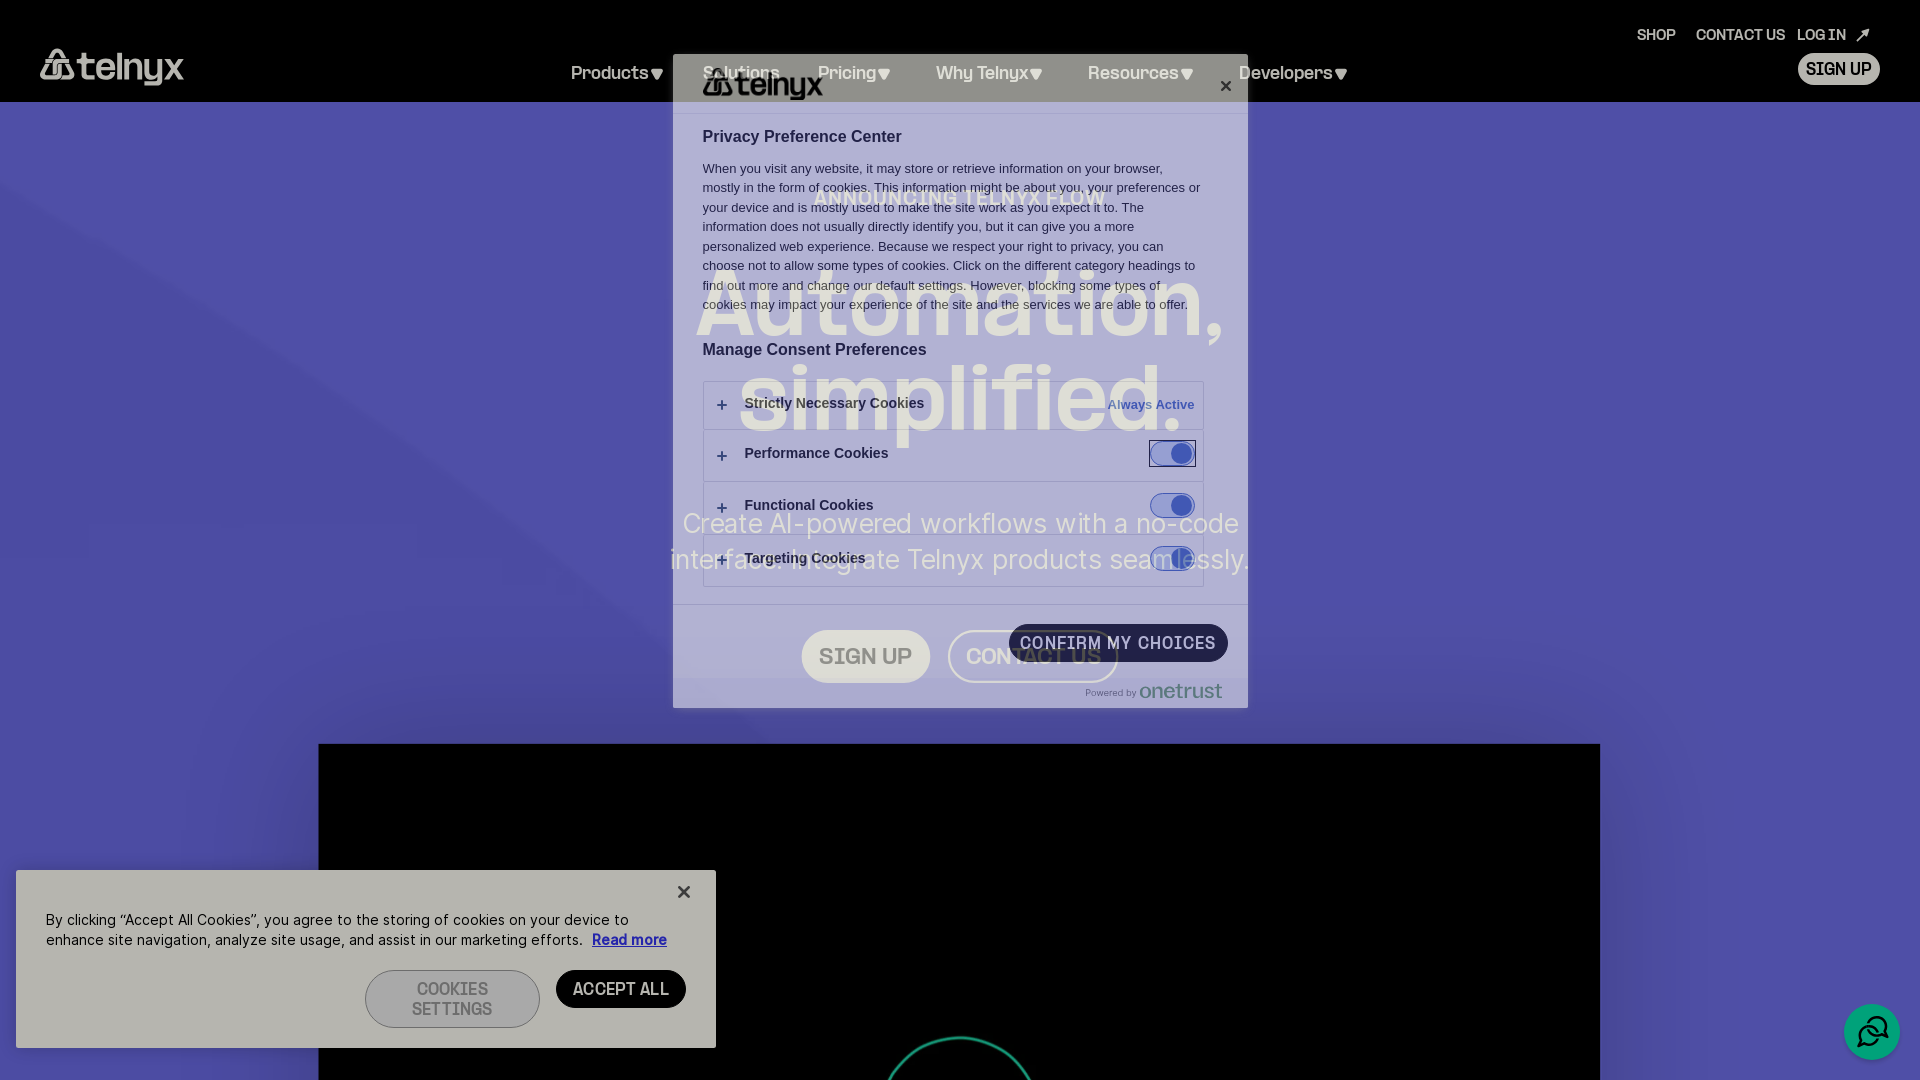 SHOP CONTACT US LOG IN
telnyx
Products Solutions Pricing Why Telnyx Resources Developers
SIGN UP
telnyx
Privacy Preference Center
When you visit any website, it may store or retrieve information on your browser,
mostly in the form of cookies. This information might be about you, your preferences or
your device and is mostly used to make the site work as you expect it to. The
information does not usually directly identify you, but it can give you a more
personalized web experience. Because we respect your right to privacy, you can
choose not to allow some types of cookies. Click on the different category headings to
find out more and change our default settings. However, blocking some types of
cookies may impact your experience of the site and the services we are able to offer.
Manage Consent Preferences
Strictly Necessary Cookies Always Active
Performance Cookies
Functional Cookies
Targeting Cookies
CONFIRM MY CHOICES
Powered by onetrust
ANNOUNCING TELNYX FLOW
Automation,
simplified.
Create AI-powered workflows with a no-code
interface. Integrate Telnyx products seamlessly.
SIGN UP CONTACT US
By clicking “Accept All Cookies”, you agree to the storing of cookies on your device to
enhance site navigation, analyze site usage, and assist in our marketing efforts. Read more
COOKIES
SETTINGS
ACCEPT ALL